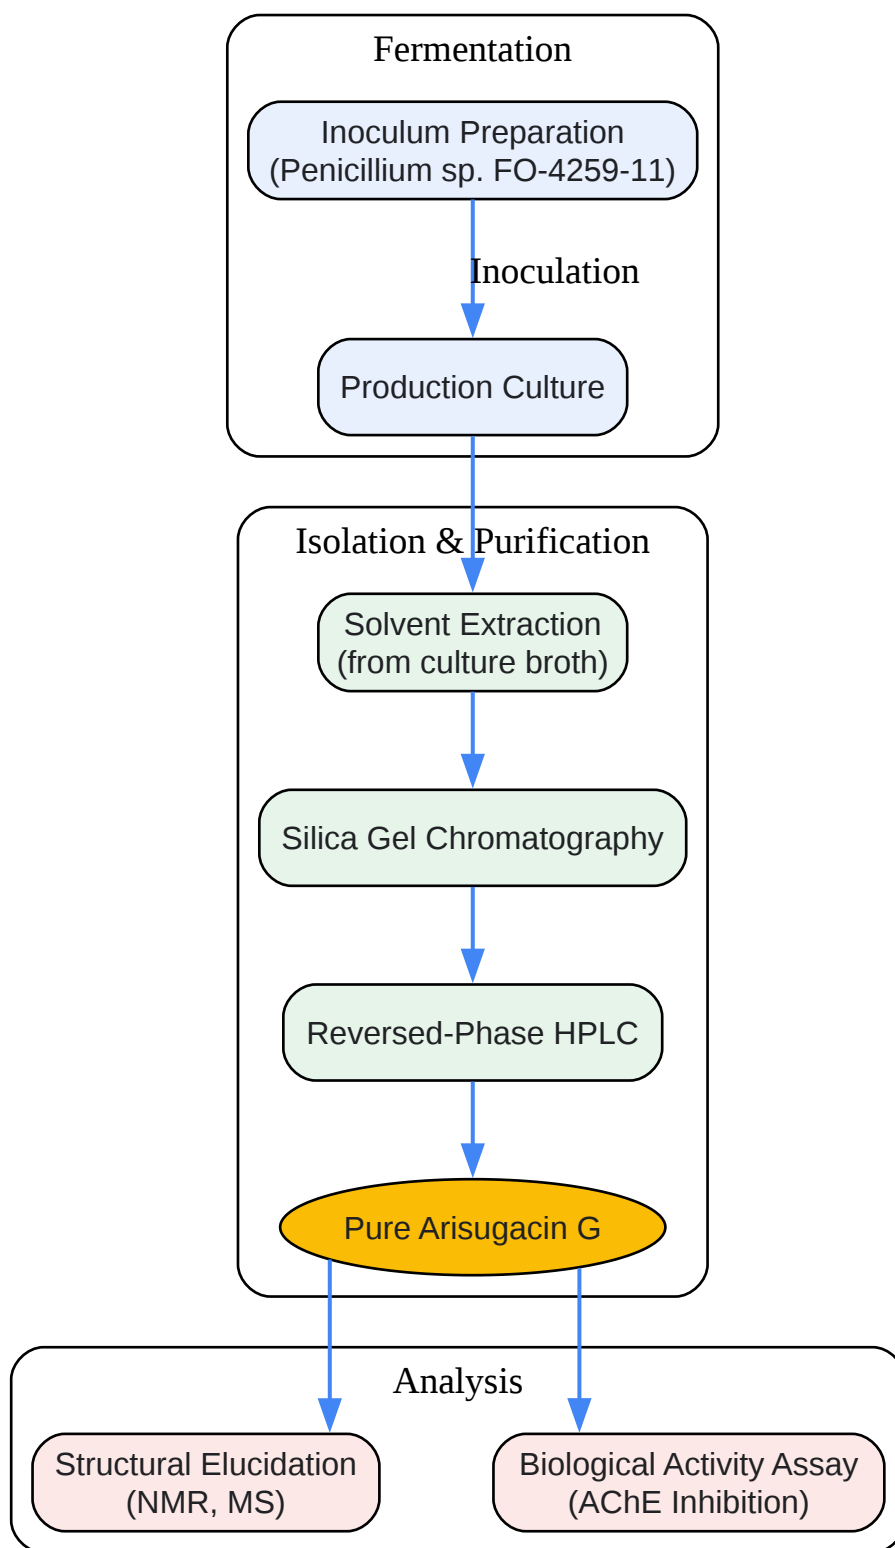 Fermentation
Inoculum Preparation
(Penicillium sp. FO-4259-11)
Inoculation
Production Culture
Isolation & Purification
Solvent Extraction
(from culture broth)
Silica Gel Chromatography
Reversed-Phase HPLC
Pure Arisugacin G
Analysis
Structural Elucidation
(NMR, MS)
Biological Activity Assay
(AChE Inhibition)